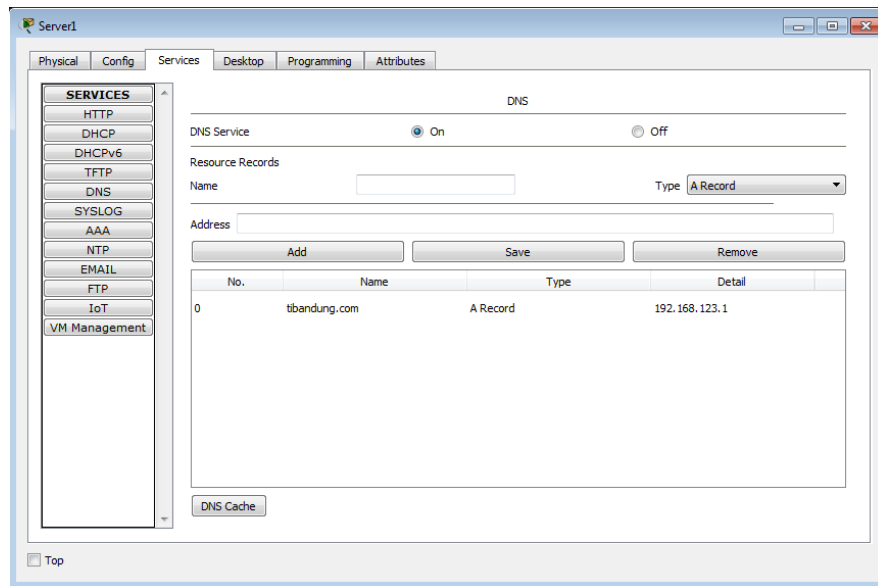 Server1
Physical Config Services Desktop Programming Attributes
SERVICES
HTTP
DHCP
DHCPv6
TFTP
DNS
SYSLOG
AAA
NTP
EMAIL
FTP
IoT
VM Management
DNS
DNS Service On Off
Resource Records
Name Type A Record
Address
Add Save Remove
No. Name Type Detail
0 tibandung.com A Record 192.168.123.1
DNS Cache
Top